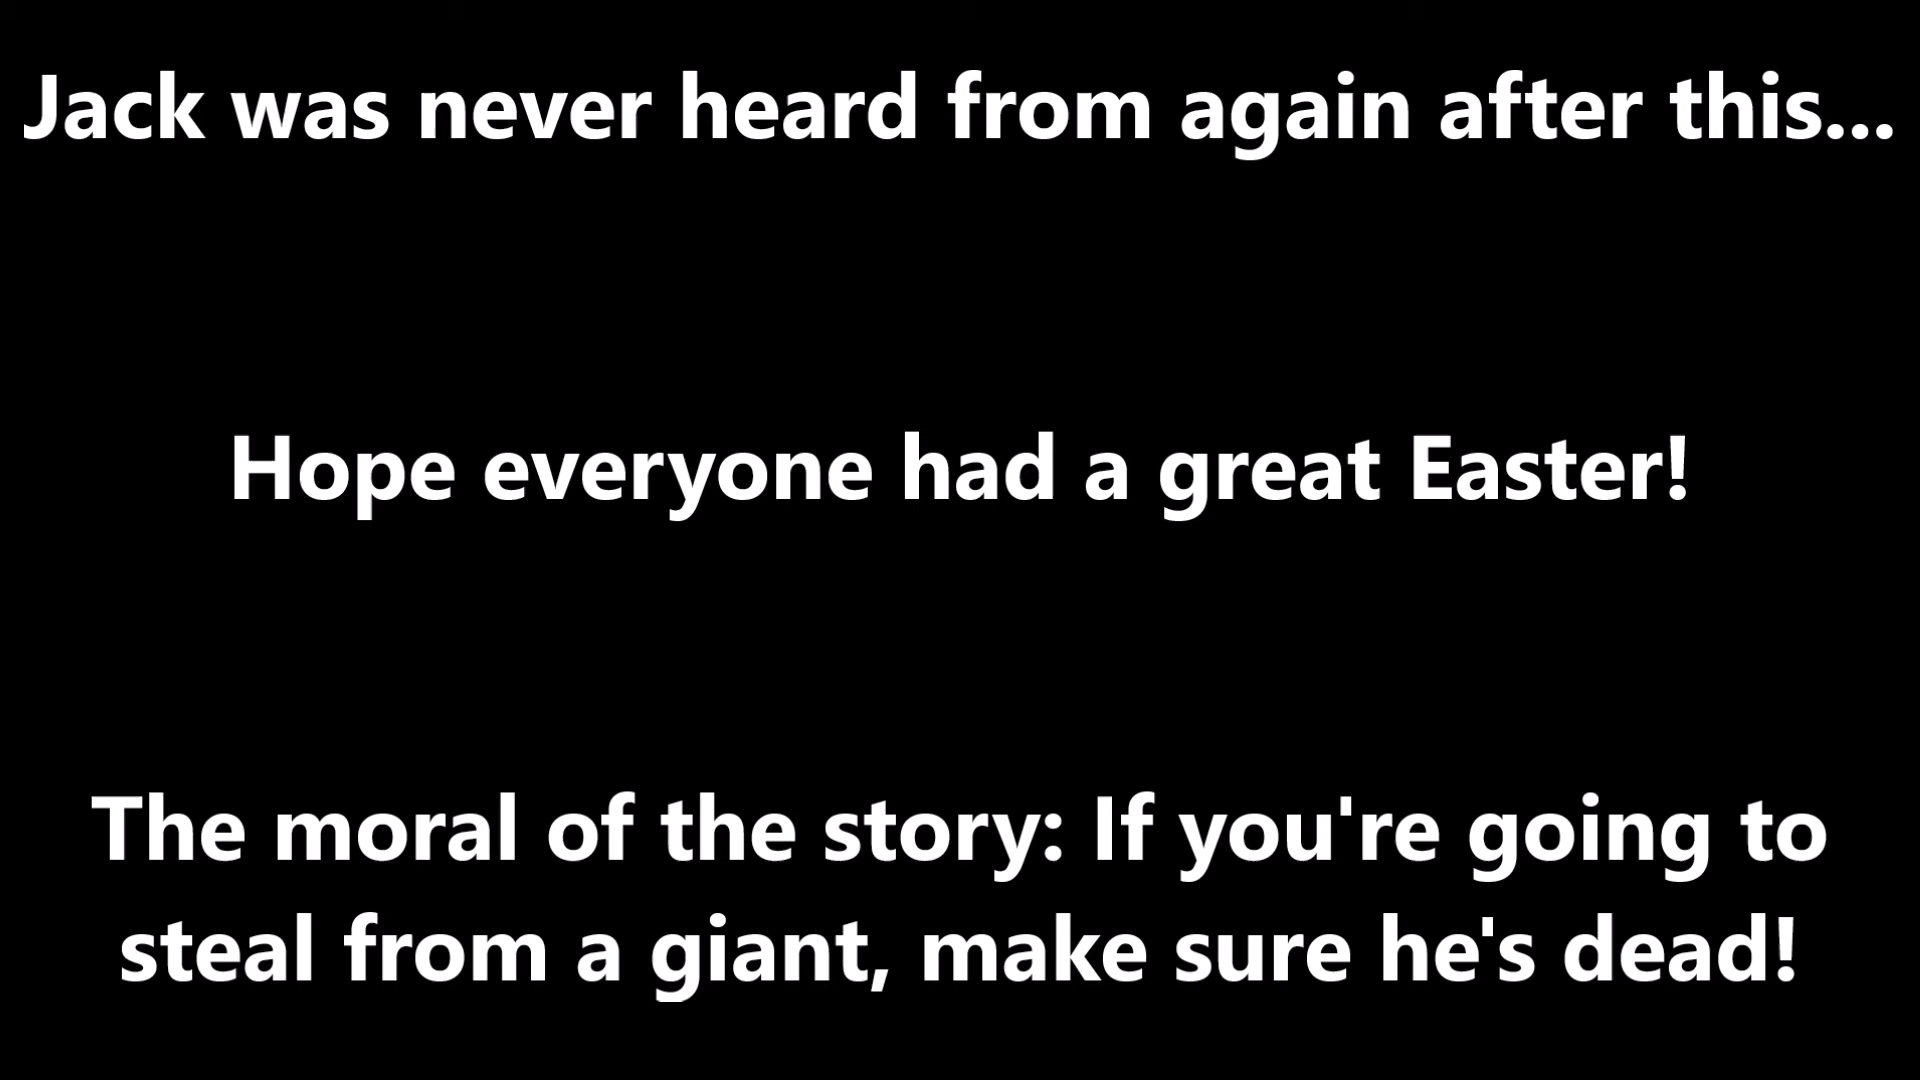 Jack was never heard from again after this...
Hope everyone had a great Easter!
The moral of the story: If you're going to
steal from a giant, make sure he's dead!